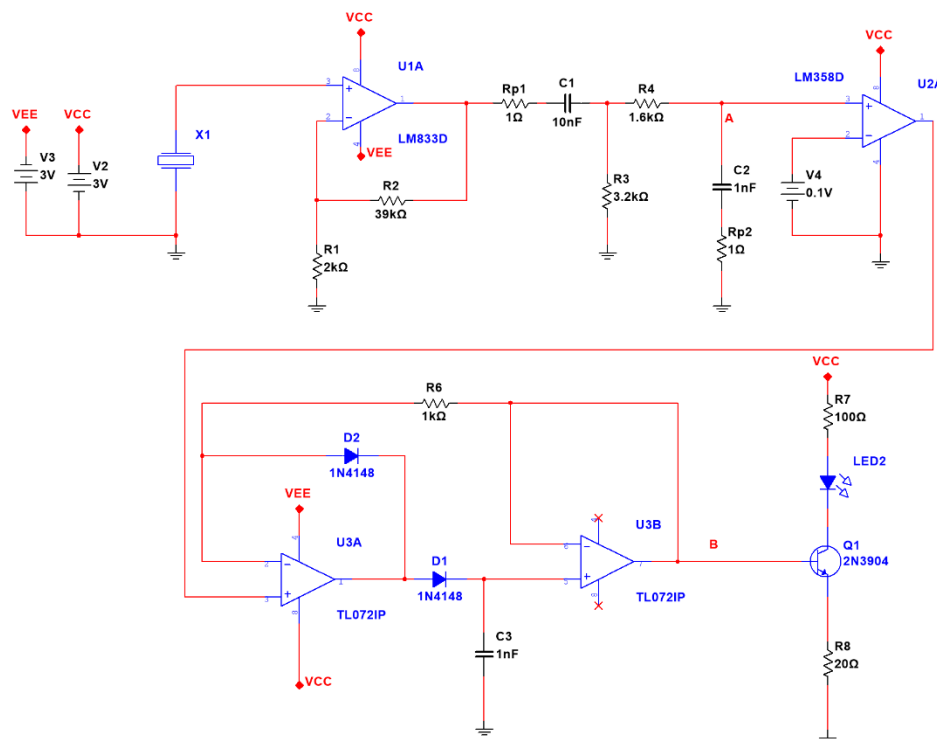 VCC
U1A
8
3
1
2
4
LM833D
VEE
Rp1
1Ω
C1
10nF
R4
1.6kΩ
A
R3
3.2kΩ
C2
1nF
Rp2
1Ω
VCC
LM358D
U2A
8
3
1
2
4
V4
0.1V
VEE
VCC
V3
3V
V2
3V
X1
R2
39kΩ
R1
2kΩ
R6
1kΩ
D2
1N4148
VEE
U3A
4
2
1
3
8
TL072IP
VCC
D1
1N4148
C3
1nF
U3B
4
6
7
5
8
TL072IP
B
VCC
R7
100Ω
LED2
Q1
2N3904
R8
20Ω